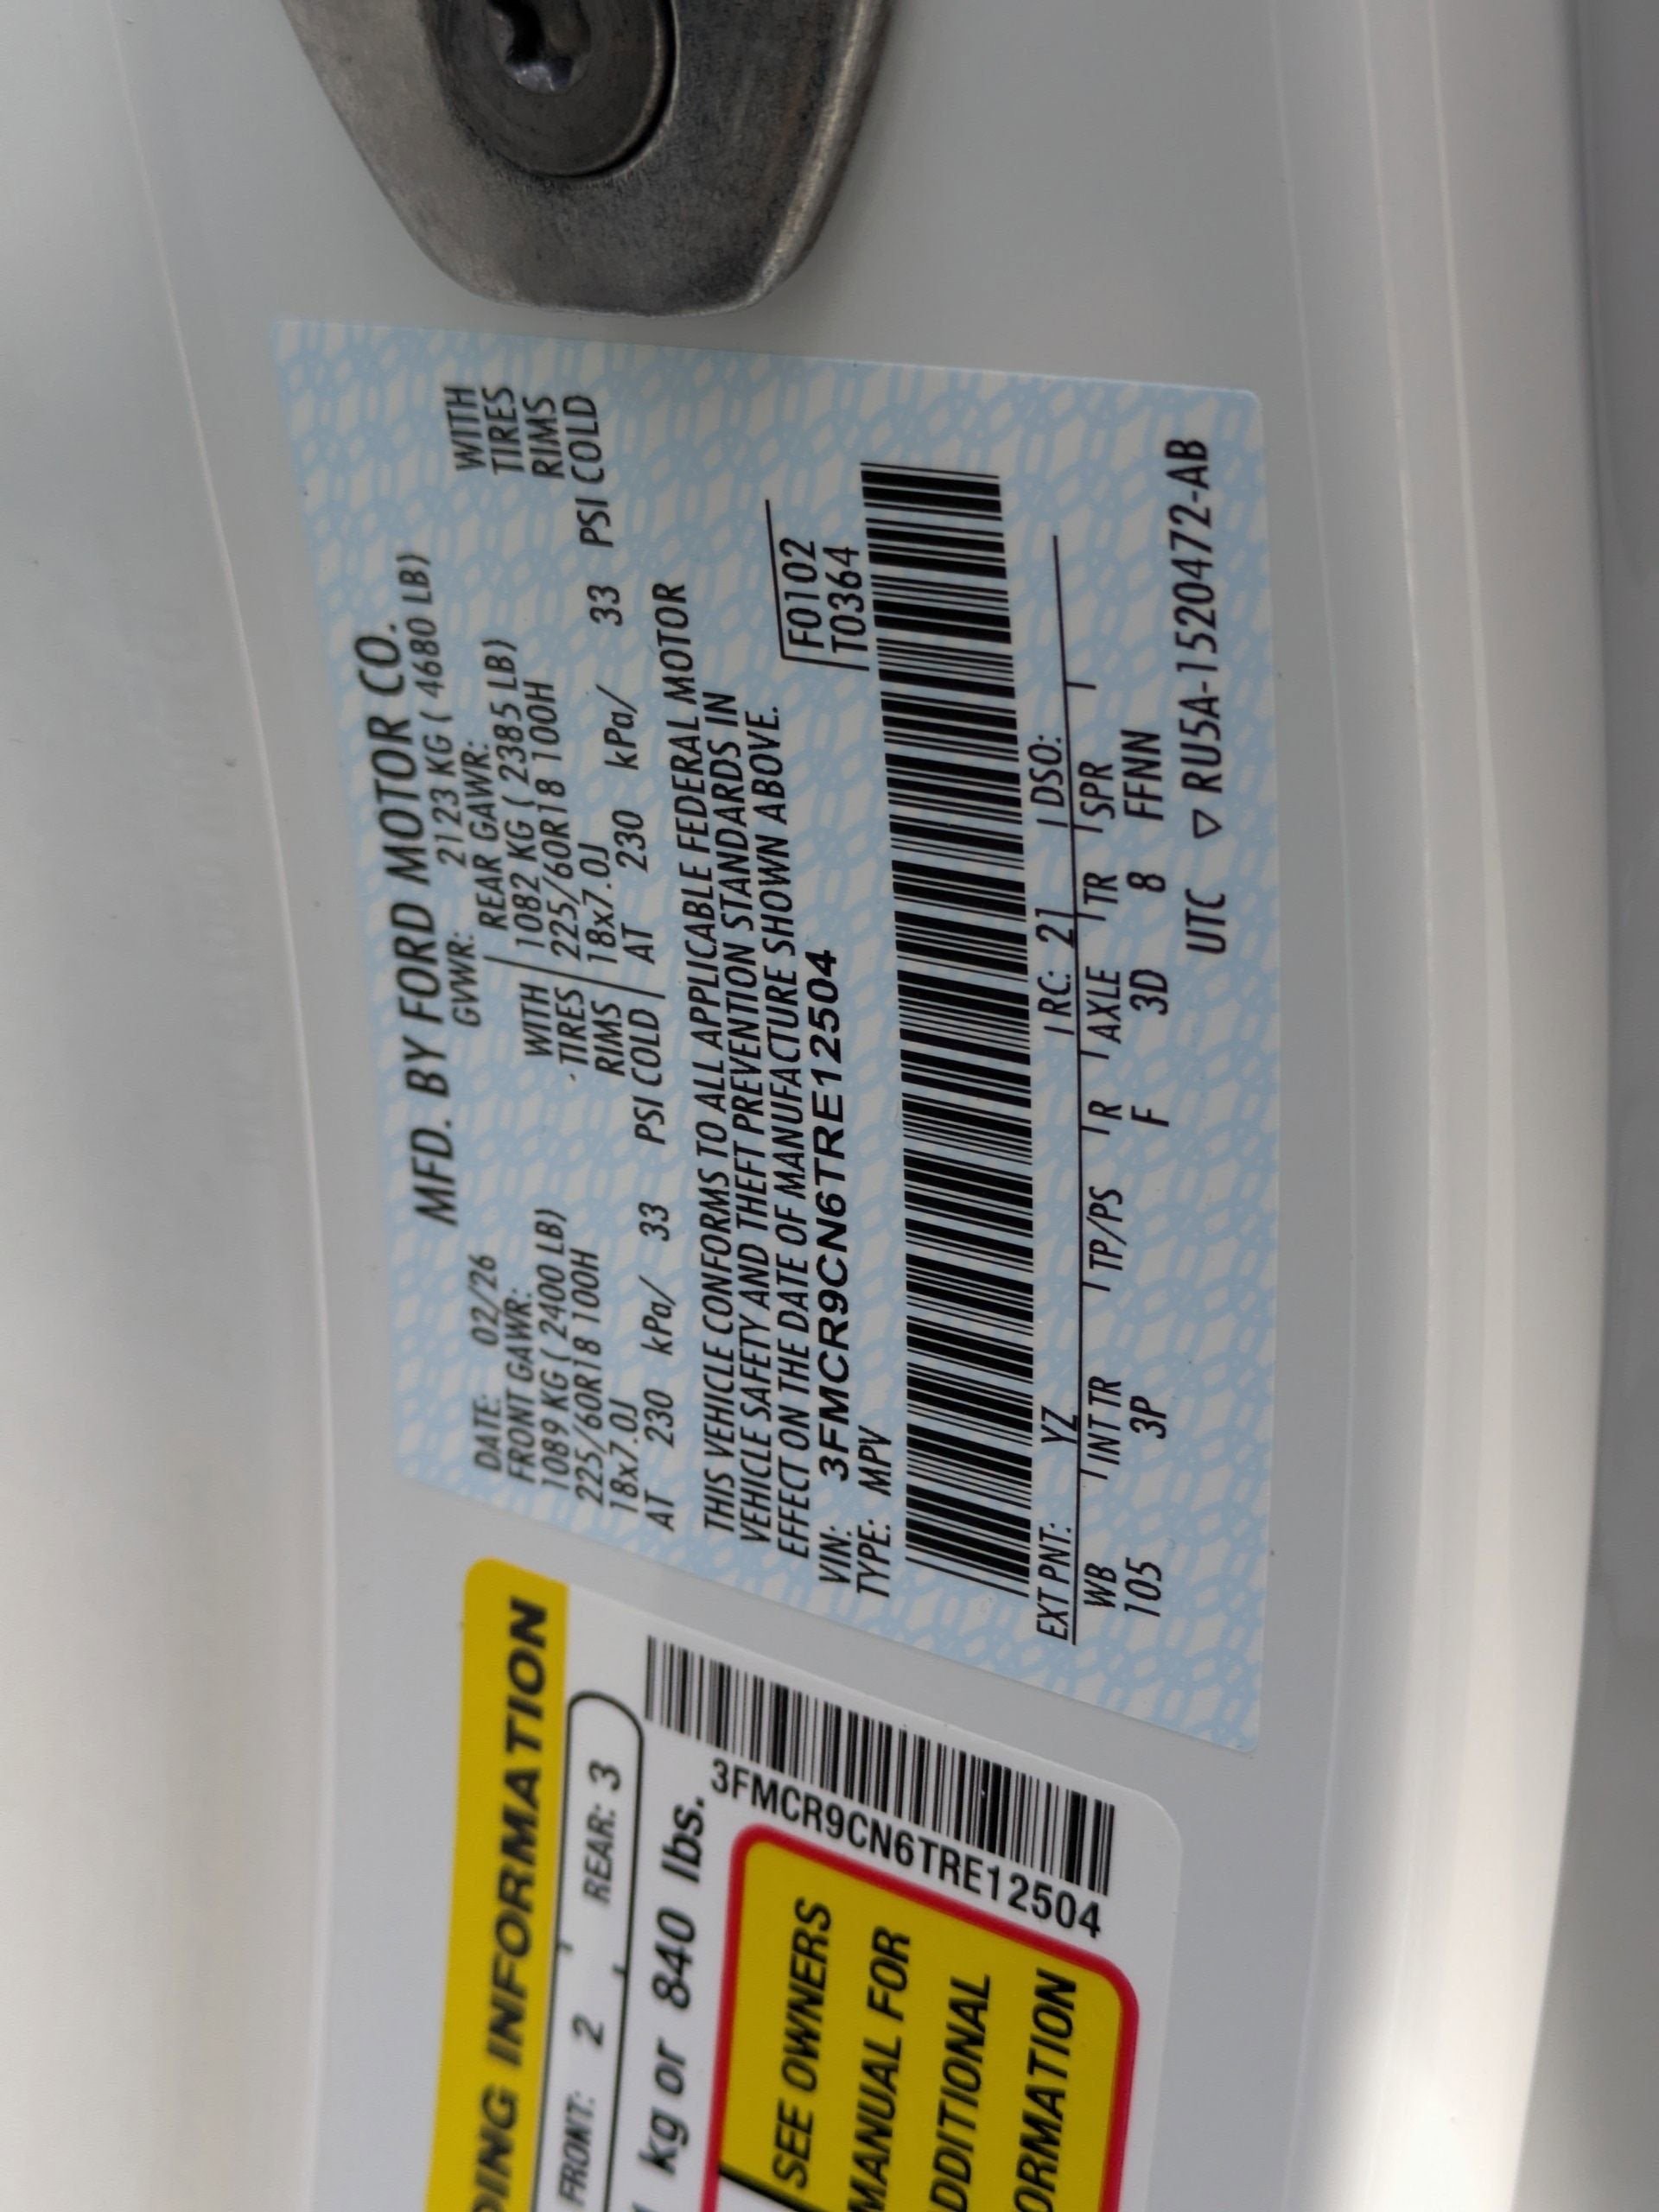 MFD. BY FORD MOTOR CO.
DATE: 02/26 GVWR: 2123 KG ( 4680 LB)
FRONT GAWR: REAR GAWR:
1089 KG ( 2400 LB) WITH 1082 KG ( 2385 LB) WITH
225/60R18 100H TIRES 225/60R18 100H TIRES
18x7.0J RIMS 18x7.0J RIMS
AT 230 kPa/ 33 PSI COLD AT 230 kPa/ 33 PSI COLD
THIS VEHICLE CONFORMS TO ALL APPLICABLE FEDERAL MOTOR
VEHICLE SAFETY AND THEFT PREVENTION STANDARDS IN
EFFECT ON THE DATE OF MANUFACTURE SHOWN ABOVE.
VIN: 3FMCR9CN6TRE12504 F0102
TYPE: MPV T0364
EXT PNT: YZ RC: 21 DSO:
WB INT TR TP/PS R AXLE TR SPR
105 3P F 3D 8 FFNN
UTC ▽ RU5A-1520472-AB
INFORMATION
FRONT: 2 REAR: 3
kg or 840 lbs.
3FMCR9CN6TRE12504
SEE OWNERS
MANUAL FOR